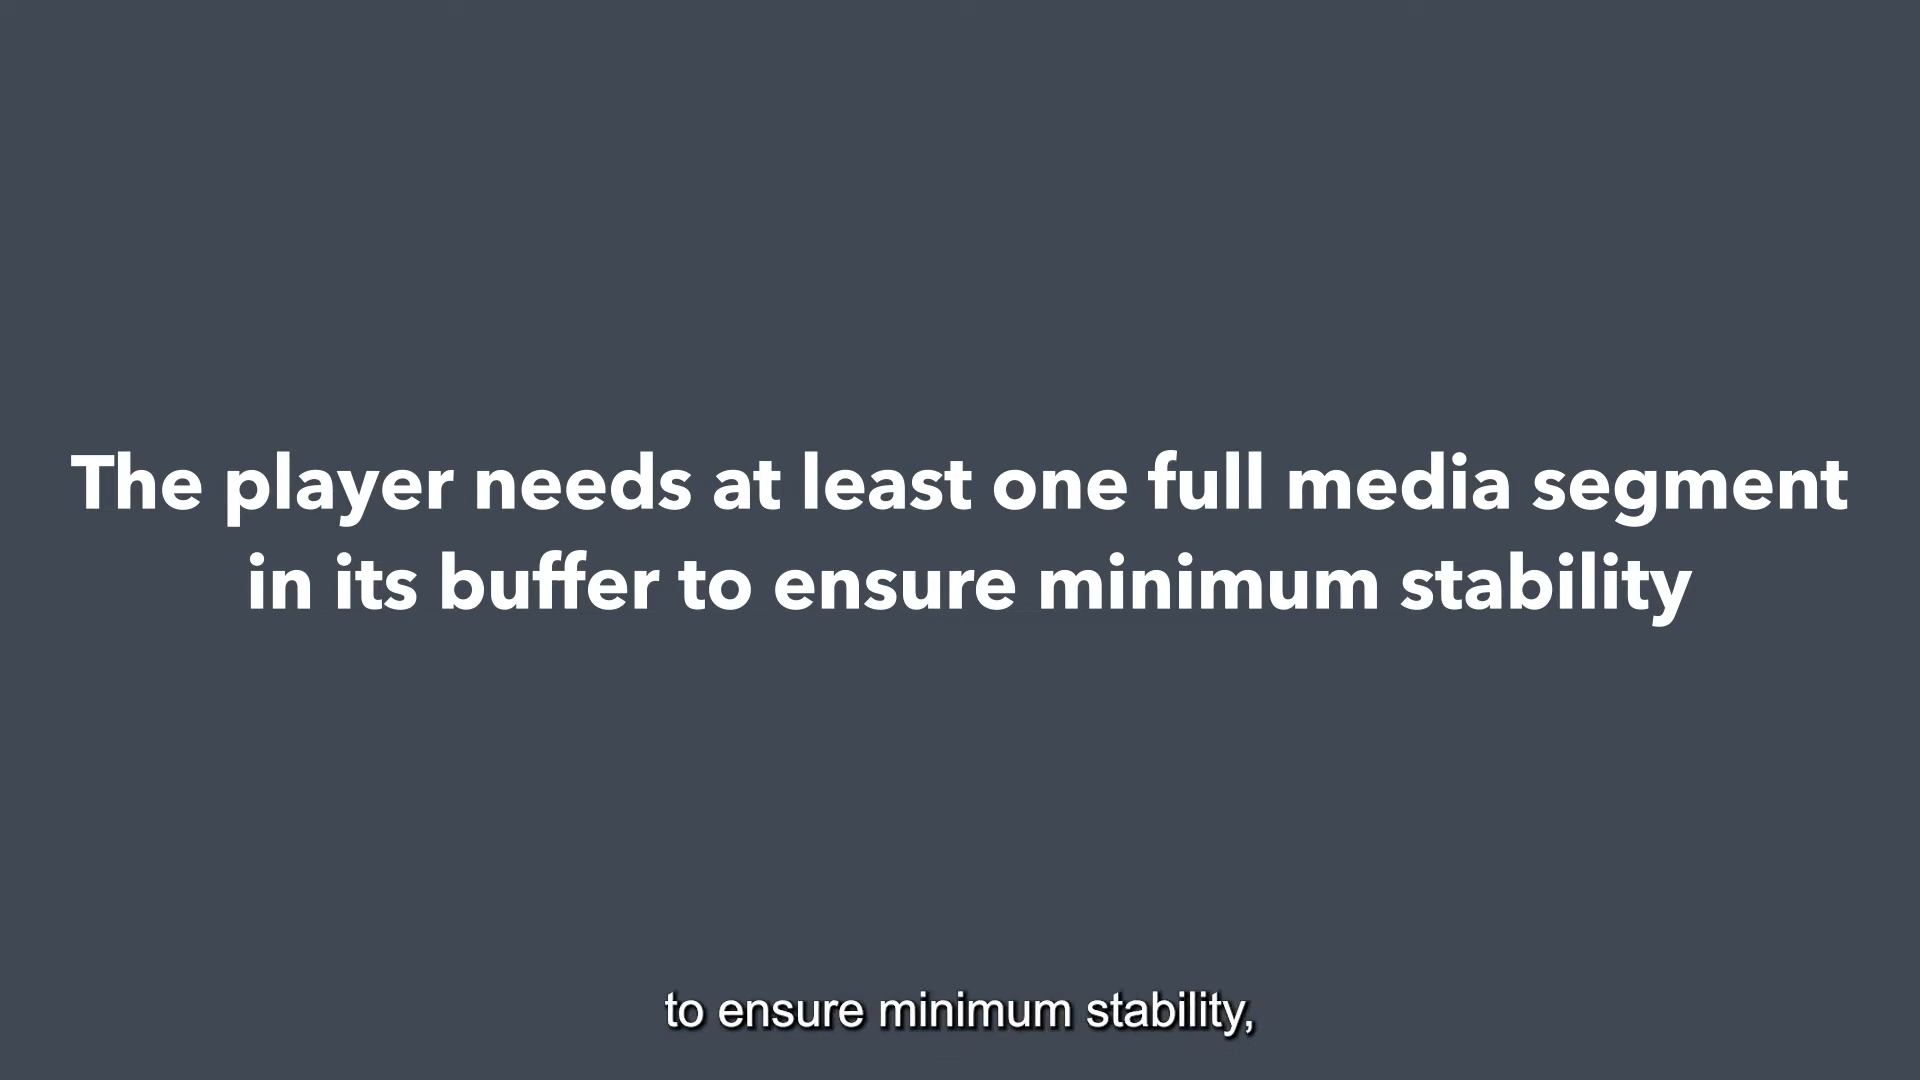 The player needs at least one full media segment
in its buffer to ensure minimum stability
to ensure minimum stability,